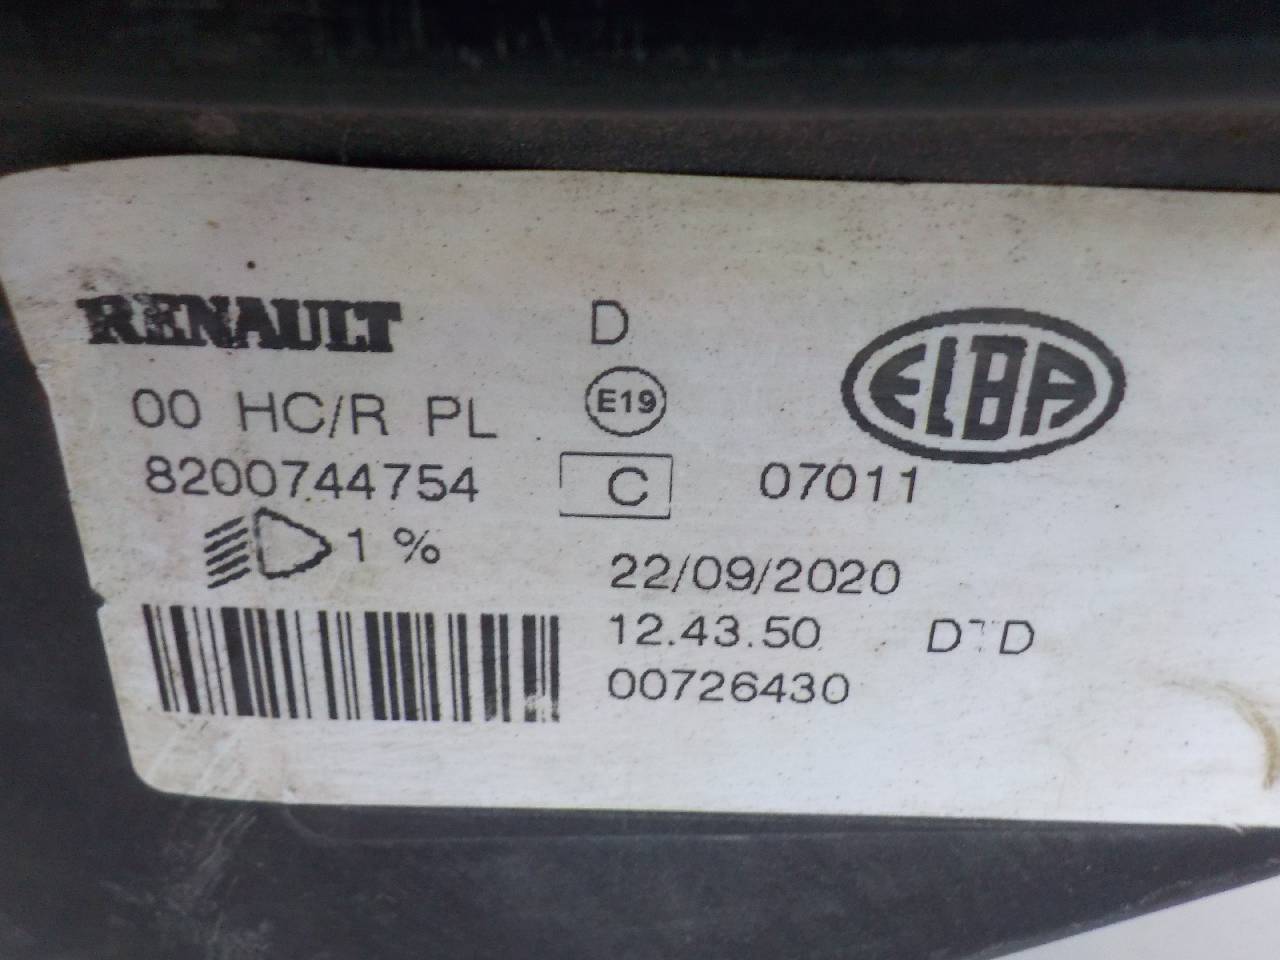 RENAULT D
ELBA
00 HC/R PL E19
8200744754 C 07011
1 %
22/09/2020
12.43.50
00726430